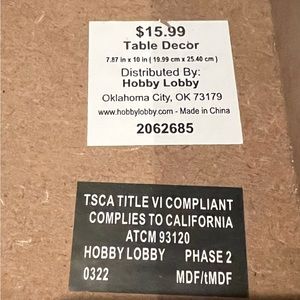 $15.99
Table Decor
7.87 in x 10 in ( 19.99 cm x 25.40 cm )
Distributed By:
Hobby Lobby
Oklahoma City, OK 73179
www.hobbylobby.com - Made in China
2062685
TSCA TITLE VI COMPLIANT
COMPLIES TO CALIFORNIA
ATCM 93120
HOBBY LOBBY PHASE 2
0322 MDF/tMDF